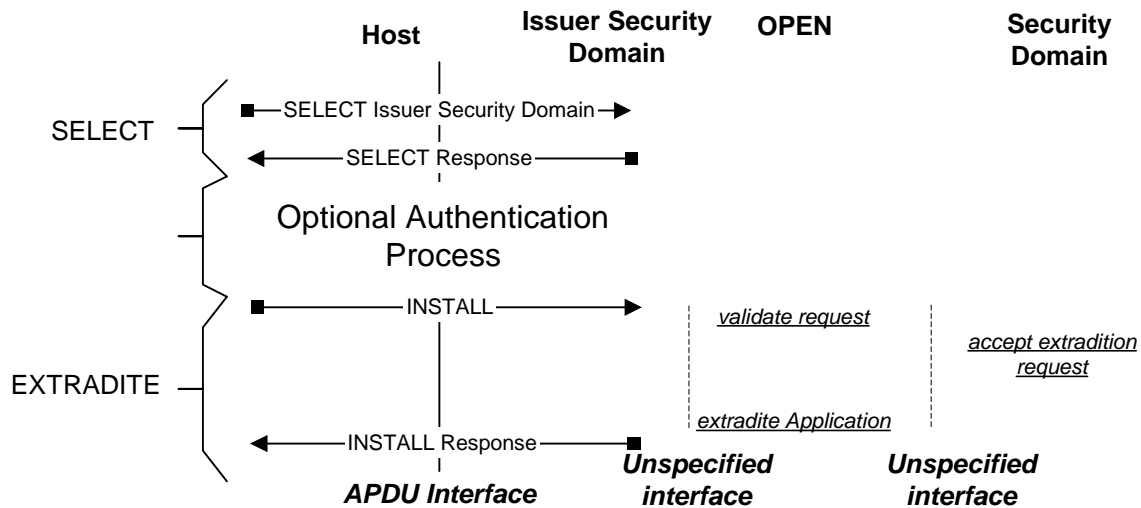 Host
Issuer Security
Domain
OPEN
Security
Domain
SELECT
SELECT Issuer Security Domain
SELECT Response
Optional Authentication
Process
INSTALL
validate request
accept extradition
request
EXTRADITE
extradite Application
INSTALL Response
APDU Interface
Unspecified
interface
Unspecified
interface